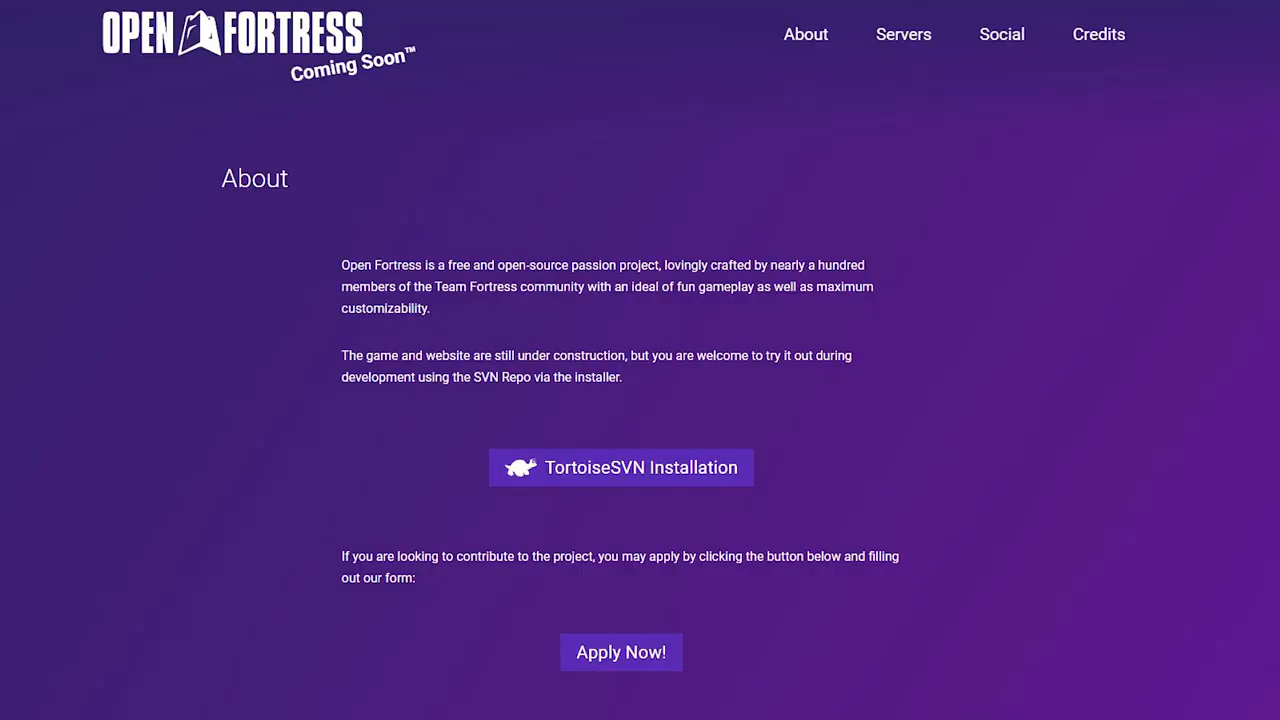 OPEN FORTRESS
Coming Soon™
About Servers Social Credits
About
Open Fortress is a free and open-source passion project, lovingly crafted by nearly a hundred
members of the Team Fortress community with an ideal of fun gameplay as well as maximum
customizability.
The game and website are still under construction, but you are welcome to try it out during
development using the SVN Repo via the installer.
TortoiseSVN Installation
If you are looking to contribute to the project, you may apply by clicking the button below and filling
out our form:
Apply Now!